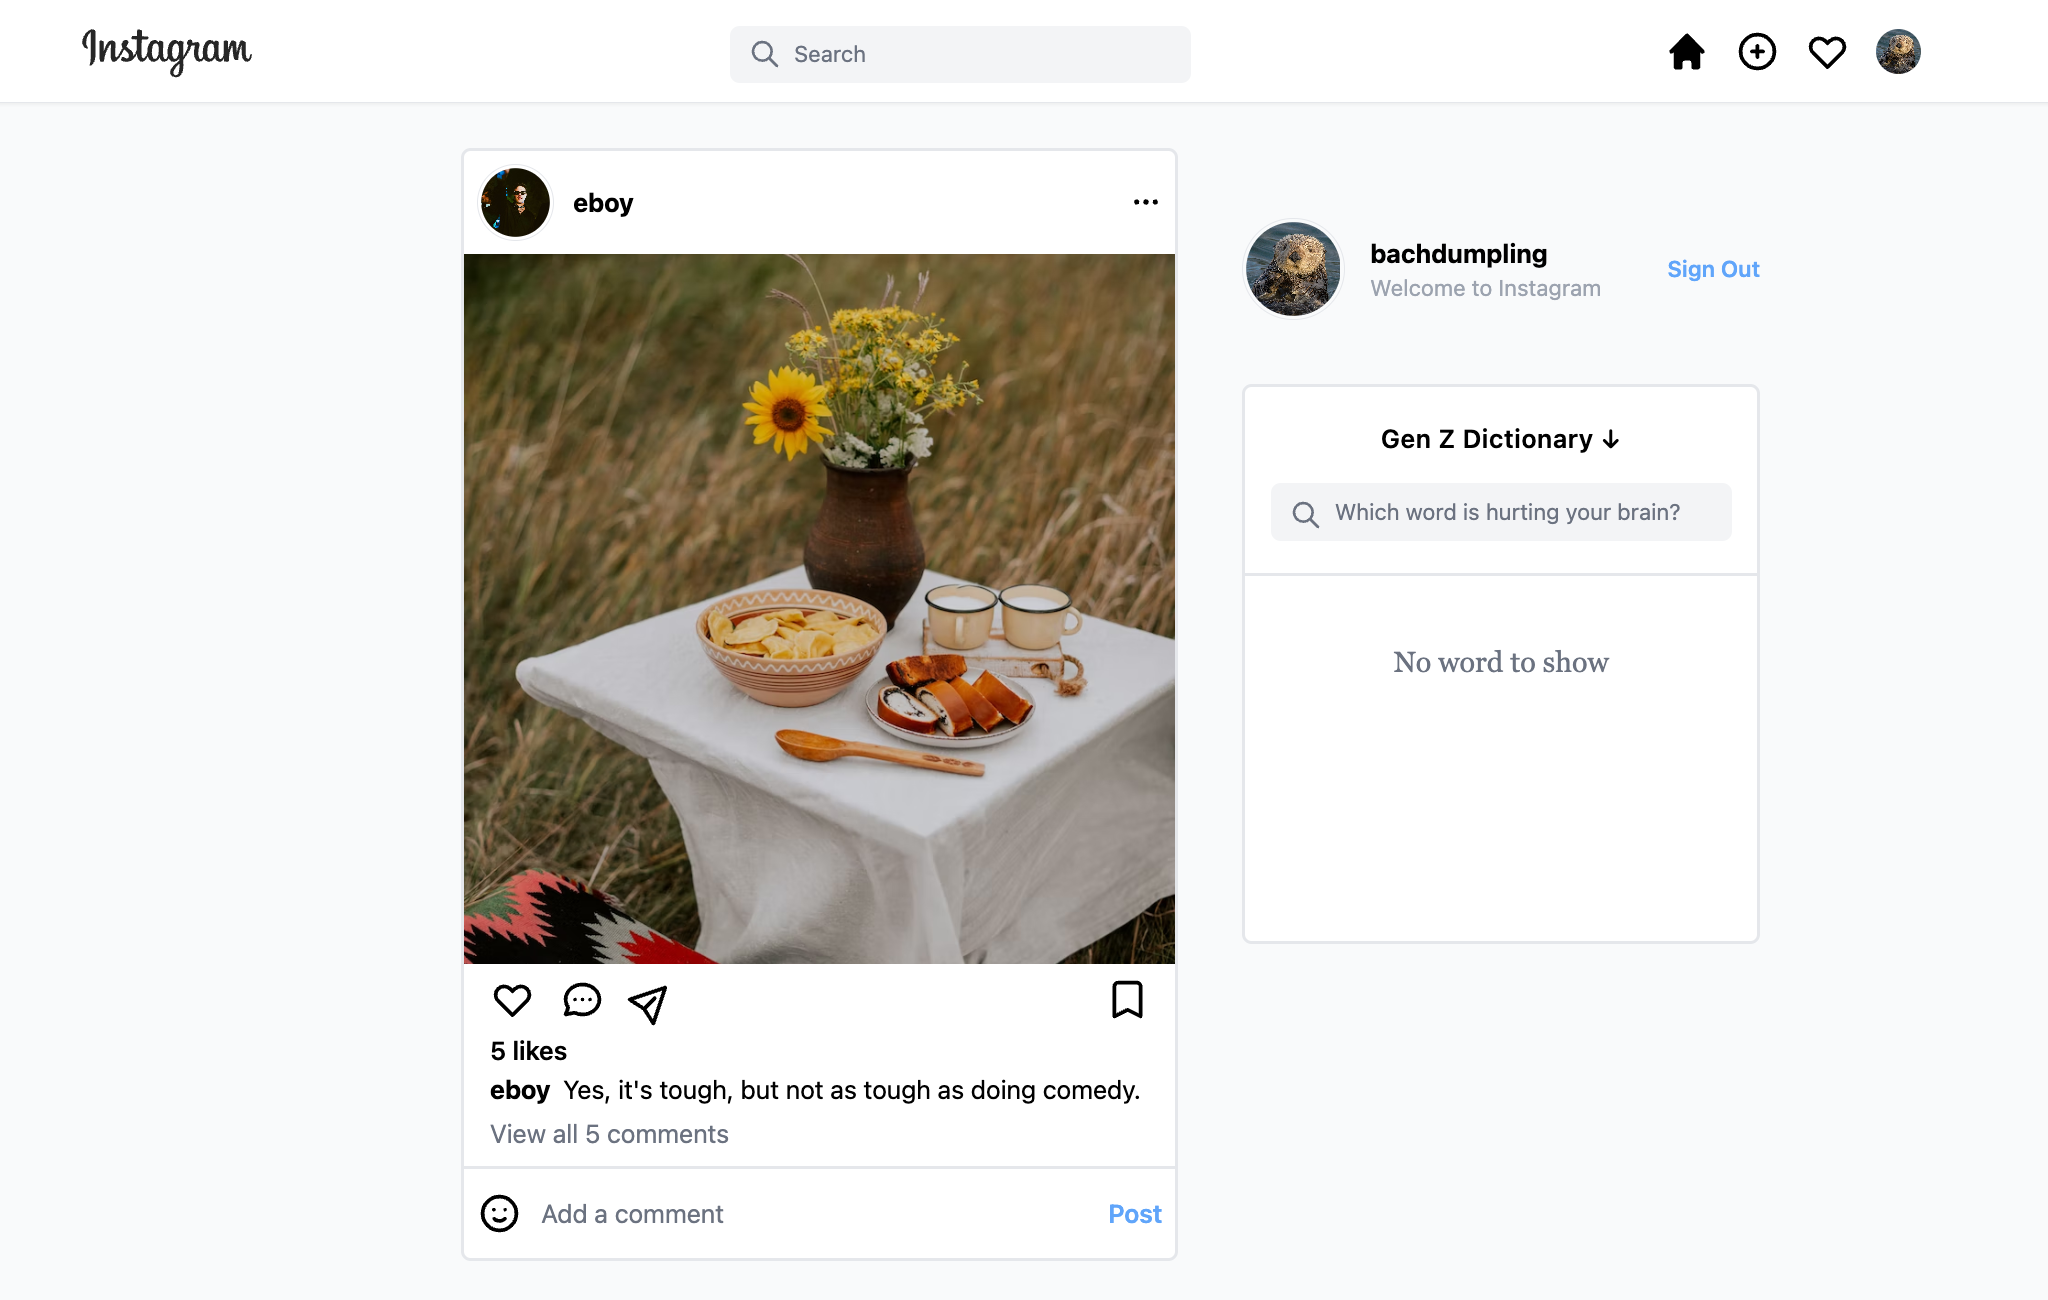 Instagram
Search
eboy
bachdumpling
Welcome to Instagram
Sign Out
Gen Z Dictionary ↓
Which word is hurting your brain?
No word to show
5 likes
eboy Yes, it's tough, but not as tough as doing comedy.
View all 5 comments
Add a comment
Post